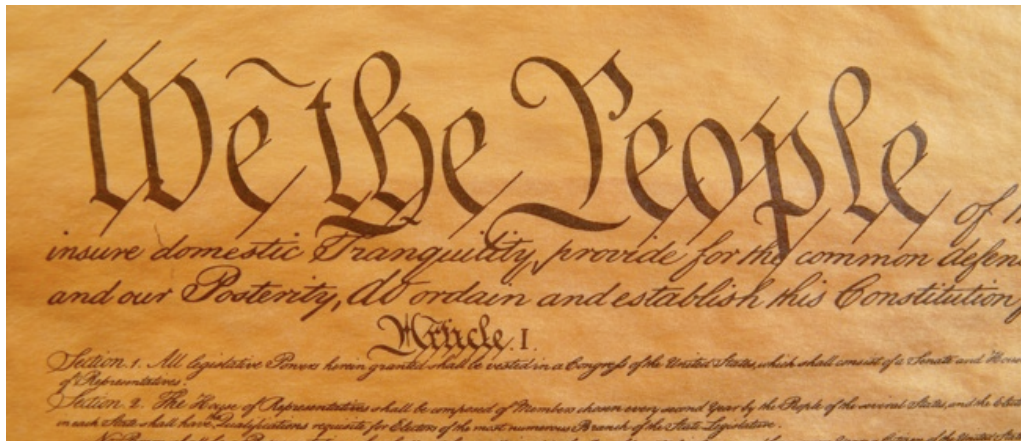 We the People of th
insure domestic Tranquility, provide for the common defen
and our Posterity, do ordain and establish this Constitution
Article. I.
Section. 1. All legislative Powers herein granted shall be vested in a Congress of the United States, which shall consist of a Senate and Hous
of Representatives.
Section. 2. The House of Representatives shall be composed of Members chosen every second Year by the People of the several States, and the Elect
in each State shall have Qualifications requisite for Electors of the most numerous Branch of the State Legislature.